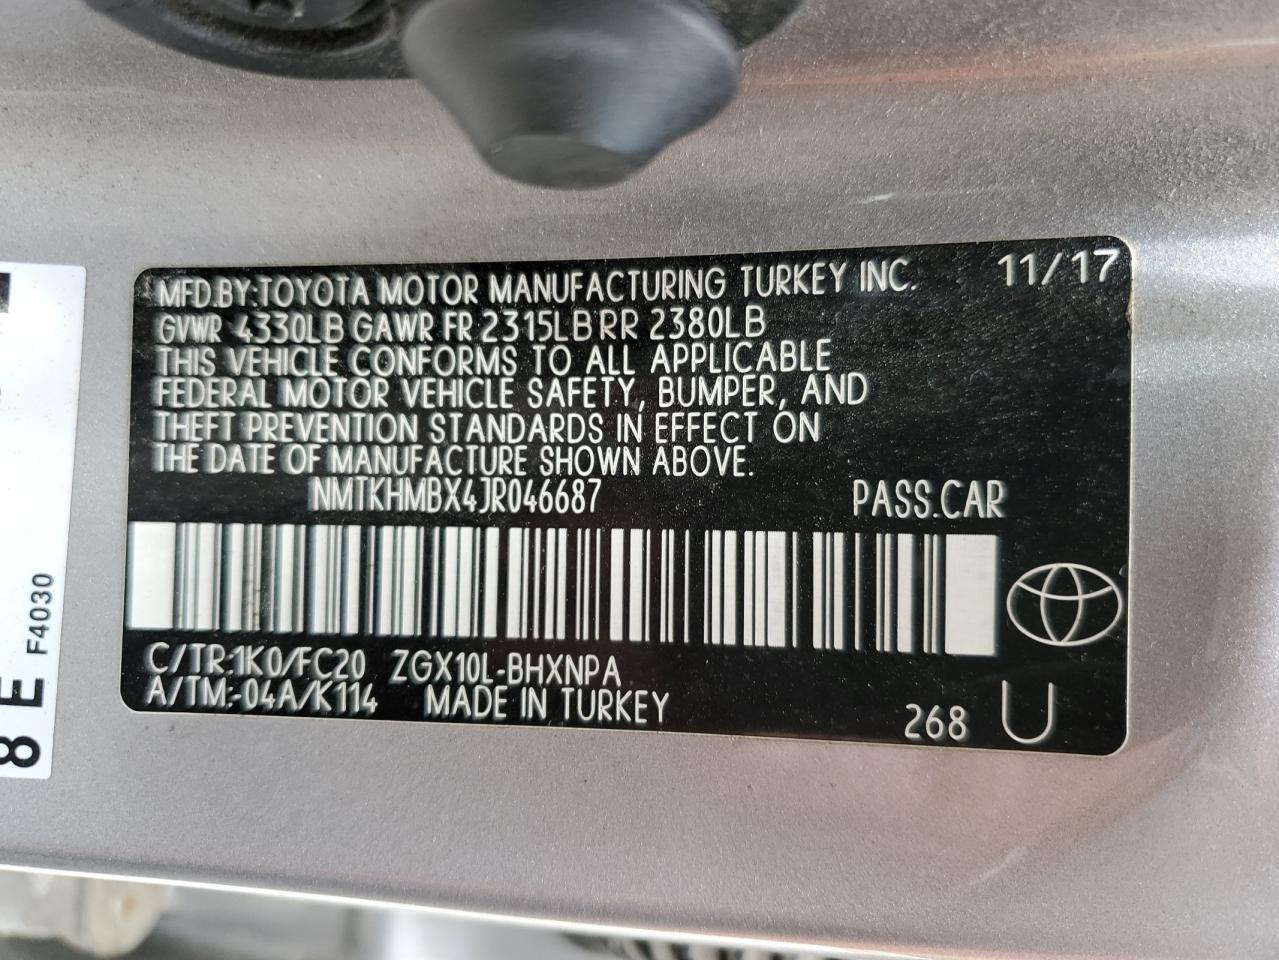 MFD.BY:TOYOTA MOTOR MANUFACTURING TURKEY INC. 11/17
GVWR 4330LB GAWR FR 2315LB RR 2380LB
THIS VEHICLE CONFORMS TO ALL APPLICABLE
FEDERAL MOTOR VEHICLE SAFETY, BUMPER, AND
THEFT PREVENTION STANDARDS IN EFFECT ON
THE DATE OF MANUFACTURE SHOWN ABOVE.
NMTKHMBX4JR046687 PASS.CAR
C/TR:1K0/FC20 ZGX10L-BHXNPA
A/TM:-04A/K114 MADE IN TURKEY
268 U
8 E F4030